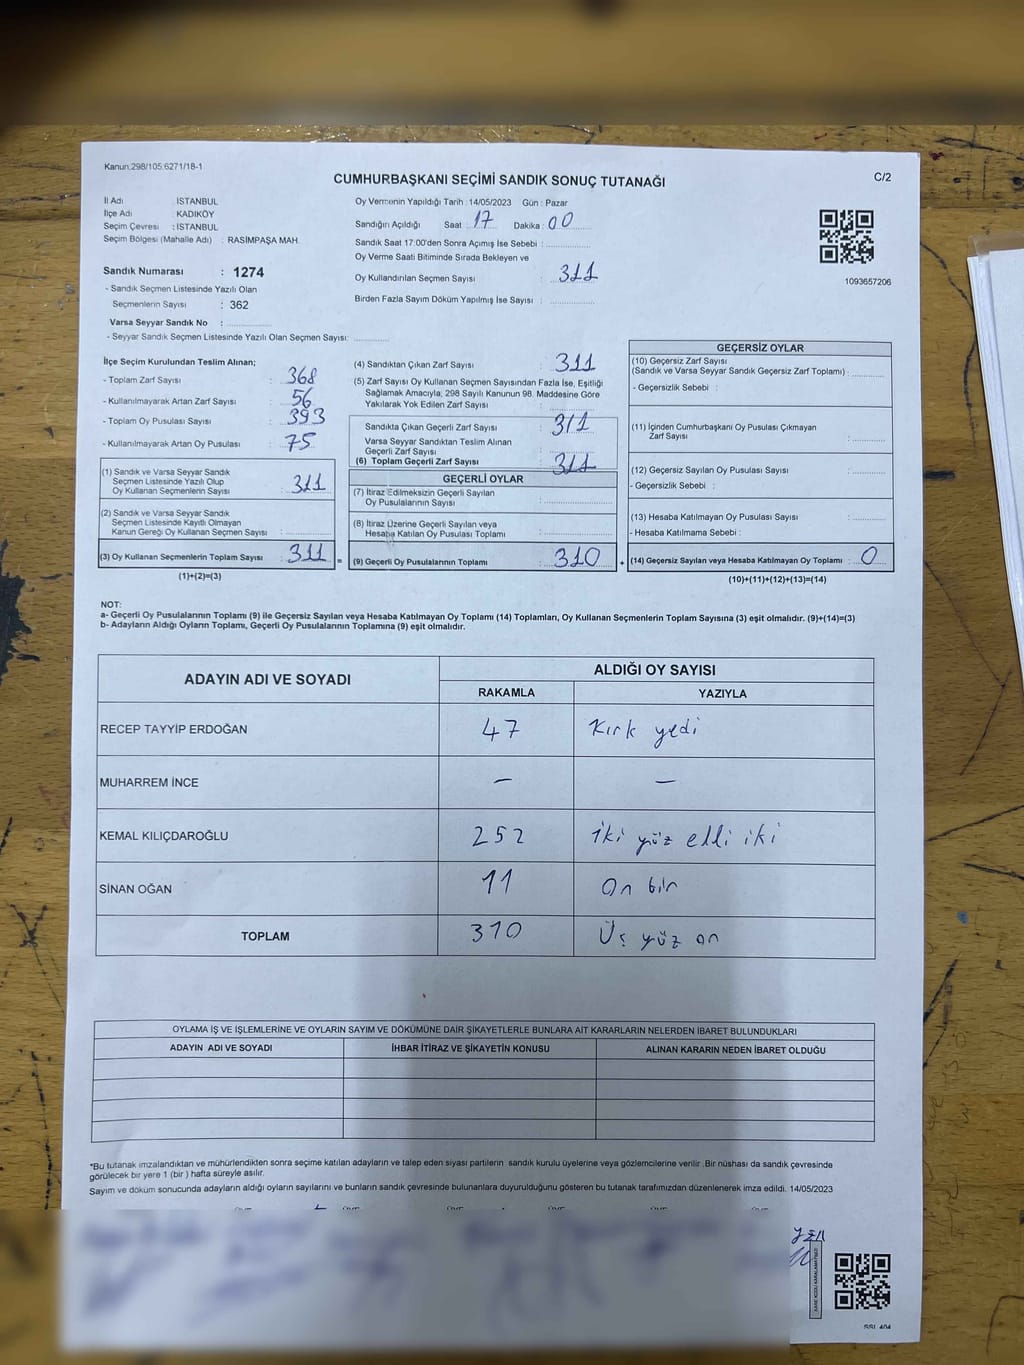 Kanun:298/105:6271/18-1
CUMHURBAŞKANI SEÇİMİ SANDIK SONUÇ TUTANAĞI
C/2
İl Adı : İSTANBUL
İlçe Adı : KADIKÖY
Seçim Çevresi : İSTANBUL
Seçim Bölgesi (Mahalle Adı) : RASİMPAŞA MAH.
Sandık Numarası : 1274
- Sandık Seçmen Listesinde Yazılı Olan
Seçmenlerin Sayısı : 362
Varsa Seyyar Sandık No :
- Seyyar Sandık Seçmen Listesinde Yazılı Olan Seçmen Sayısı:
Oy Vermenin Yapıldığı Tarih : 14/05/2023 Gün : Pazar
Sandığın Açıldığı Saat : 17 Dakika : 00
Sandık Saat 17:00'den Sonra Açımış İse Sebebi :
Oy Verme Saati Bitiminde Sırada Bekleyen ve
Oy Kullandırılan Seçmen Sayısı : 311
Birden Fazla Sayım Döküm Yapılmış İse Sayısı :
1093657206
İlçe Seçim Kurulundan Teslim Alınan;
- Toplam Zarf Sayısı : 368
- Kullanılmayarak Artan Zarf Sayısı : 56
- Toplam Oy Pusulası Sayısı : 393
- Kullanılmayarak Artan Oy Pusulası : 75
(1) Sandık ve Varsa Seyyar Sandık
Seçmen Listesinde Yazılı Olup
Oy Kullanan Seçmenlerin Sayısı : 311
(2) Sandık ve Varsa Seyyar Sandık
Seçmen Listesinde Kayıtlı Olmayan
Kanun Gereği Oy Kullanan Seçmen Sayısı :
(3) Oy Kullanan Seçmenlerin Toplam Sayısı : 311
(1)+(2)=(3)
(4) Sandıktan Çıkan Zarf Sayısı : 311
(5) Zarf Sayısı Oy Kullanan Seçmen Sayısından Fazla İse, Eşitliği
Sağlamak Amacıyla; 298 Sayılı Kanunun 98. Maddesine Göre
Yakılarak Yok Edilen Zarf Sayısı :
Sandıkta Çıkan Geçerli Zarf Sayısı : 311
Varsa Seyyar Sandıktan Teslim Alınan
Geçerli Zarf Sayısı :
(6) Toplam Geçerli Zarf Sayısı : 311
GEÇERLİ OYLAR
(7) İtiraz Edilmeksizin Geçerli Sayılan
Oy Pusulalarının Sayısı :
(8) İtiraz Üzerine Geçerli Sayılan veya
Hesaba Katılan Oy Pusulası Toplamı :
= (9) Geçerli Oy Pusulalarının Toplamı : 310 +
GEÇERSİZ OYLAR
(10) Geçersiz Zarf Sayısı
(Sandık ve Varsa Seyyar Sandık Geçersiz Zarf Toplamı) :
- Geçersizlik Sebebi :
(11) İçinden Cumhurbaşkanı Oy Pusulası Çıkmayan
Zarf Sayısı :
(12) Geçersiz Sayılan Oy Pusulası Sayısı :
- Geçersizlik Sebebi :
(13) Hesaba Katılmayan Oy Pusulası Sayısı :
- Hesaba Katılmama Sebebi :
(14) Geçersiz Sayılan veya Hesaba Katılmayan Oy Toplamı : 0
(10)+(11)+(12)+(13)=(14)
NOT:
a- Geçerli Oy Pusulalarının Toplamı (9) ile Geçersiz Sayılan veya Hesaba Katılmayan Oy Toplamı (14) Toplamları, Oy Kullanan Seçmenlerin Toplam Sayısına (3) eşit olmalıdır. (9)+(14)=(3)
b- Adayların Aldığı Oyların Toplamı, Geçerli Oy Pusulalarının Toplamına (9) eşit olmalıdır.
ADAYIN ADI VE SOYADI
ALDIĞI OY SAYISI
RAKAMLA YAZIYLA
RECEP TAYYİP ERDOĞAN 47 Kırk yedi
MUHARREM İNCE — —
KEMAL KILIÇDAROĞLU 252 iki yüz elli iki
SİNAN OĞAN 11 On bir
TOPLAM 310 Üç yüz on
OYLAMA İŞ VE İŞLEMLERİNE VE OYLARIN SAYIM VE DÖKÜMÜNE DAİR ŞİKAYETLERLE BUNLARA AİT KARARLARIN NELERDEN İBARET BULUNDUKLARI
ADAYIN ADI VE SOYADI İHBAR İTİRAZ VE ŞİKAYETİN KONUSU ALINAN KARARIN NEDEN İBARET OLDUĞU
*Bu tutanak imzalandıktan ve mühürlendikten sonra seçime katılan adayların ve talep eden siyasi partilerin sandık kurulu üyelerine veya gözlemcilerine verilir .Bir nüshası da sandık çevresinde
görülecek bir yere 1 (bir ) hafta süreyle asılır.
Sayım ve döküm sonucunda adayların aldığı oyların sayılarını ve bunların sandık çevresinde bulunanlara duyurulduğunu gösteren bu tutanak tarafımızdan düzenlenerek imza edildi. 14/05/2023